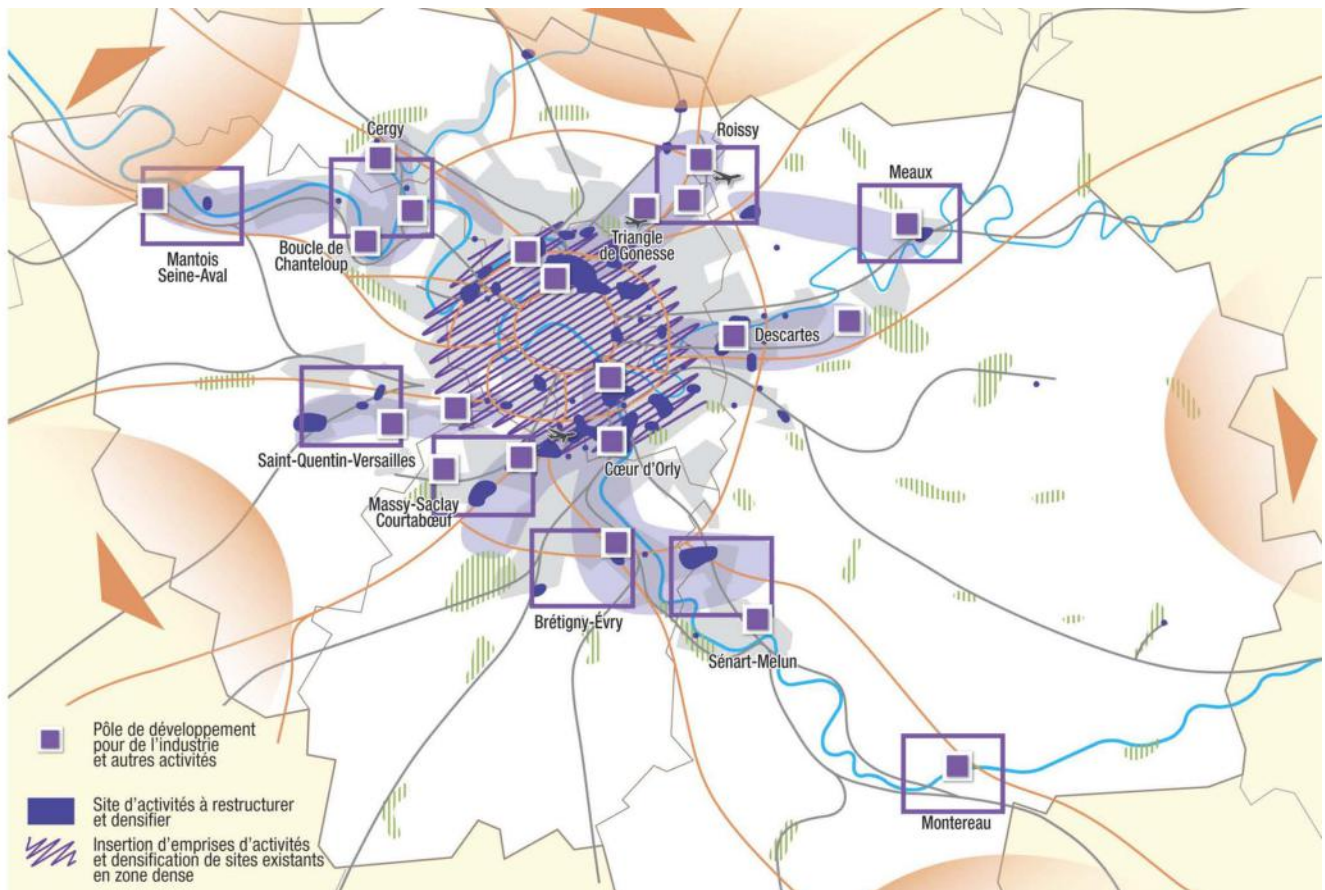 Cergy
Roissy
Meaux
Mantois
Seine-Aval
Boucle de
Chanteloup
Triangle
de Gonesse
Descartes
Saint-Quentin-Versailles
Cœur d'Orly
Massy-Saclay
Courtabœuf
Brétigny-Évry
Sénart-Melun
Montereau
Pôle de développement
pour de l'industrie
et autres activités
Site d'activités à restructurer
et densifier
Insertion d'emprises d'activités
et densification de sites existants
en zone dense